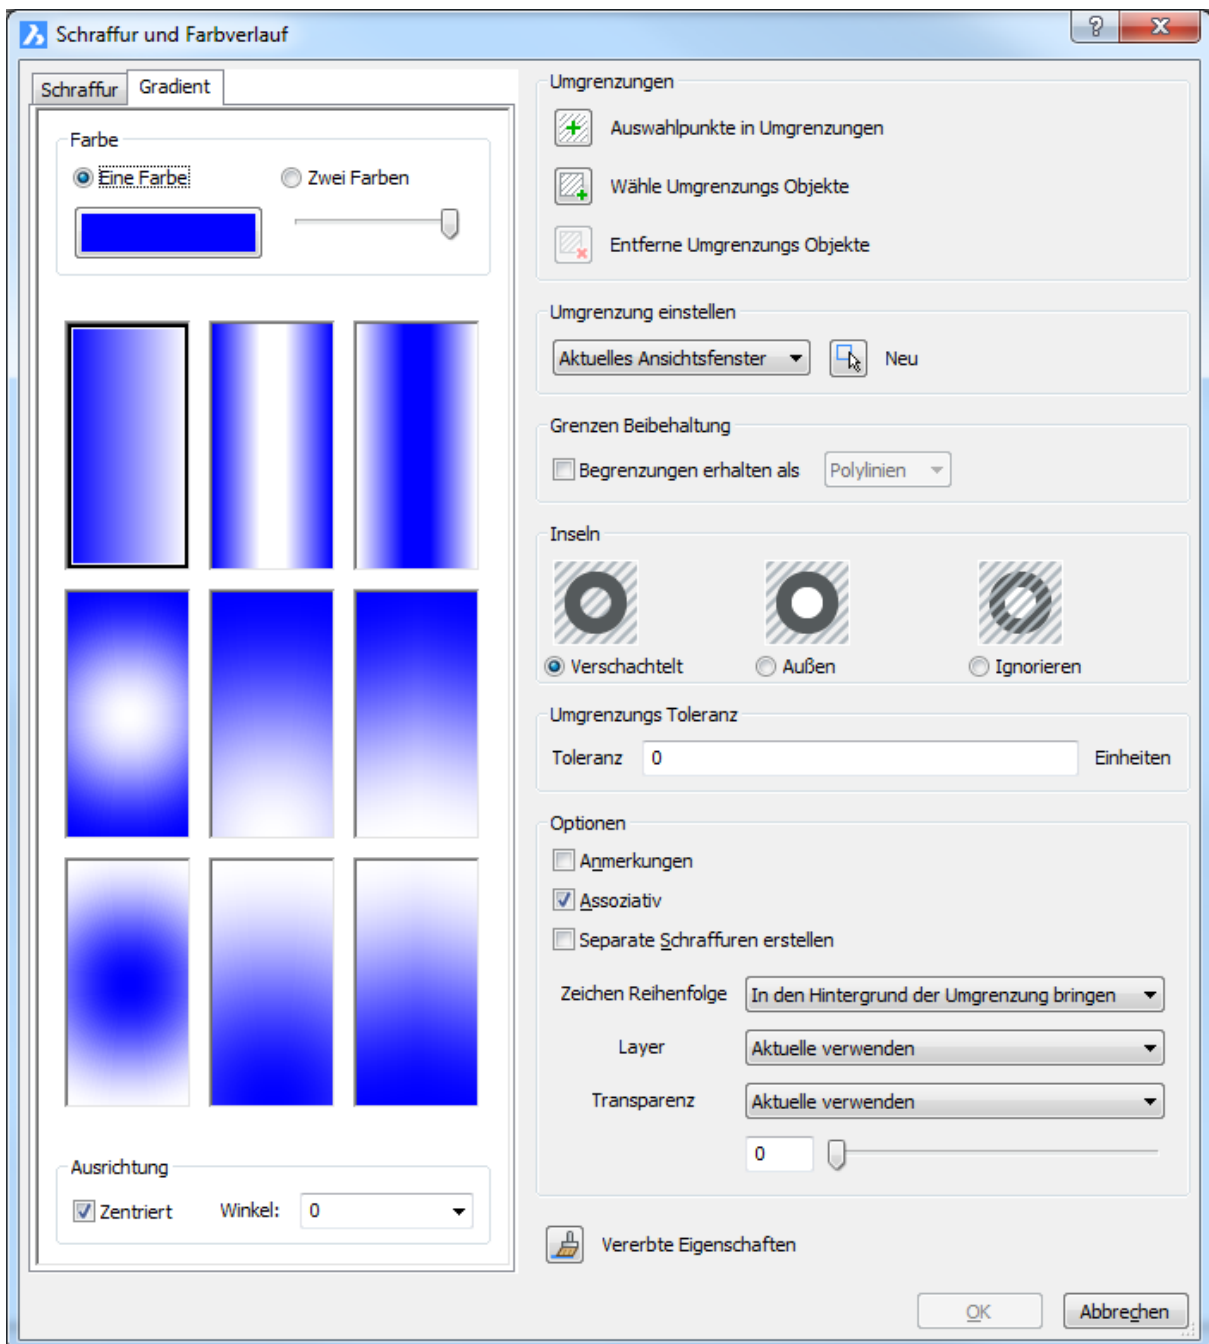 Schraffur und Farbverlauf
?
Schraffur
Gradient
Farbe
Eine Farbe
Zwei Farben
Ausrichtung
Zentriert
Winkel:
0
Umgrenzungen
Auswahlpunkte in Umgrenzungen
Wähle Umgrenzungs Objekte
Entferne Umgrenzungs Objekte
Umgrenzung einstellen
Aktuelles Ansichtsfenster
Neu
Grenzen Beibehaltung
Begrenzungen erhalten als
Polylinien
Inseln
Verschachtelt
Außen
Ignorieren
Umgrenzungs Toleranz
Toleranz
0
Einheiten
Optionen
Anmerkungen
Assoziativ
Separate Schraffuren erstellen
Zeichen Reihenfolge
In den Hintergrund der Umgrenzung bringen
Layer
Aktuelle verwenden
Transparenz
Aktuelle verwenden
0
Vererbte Eigenschaften
OK
Abbrechen